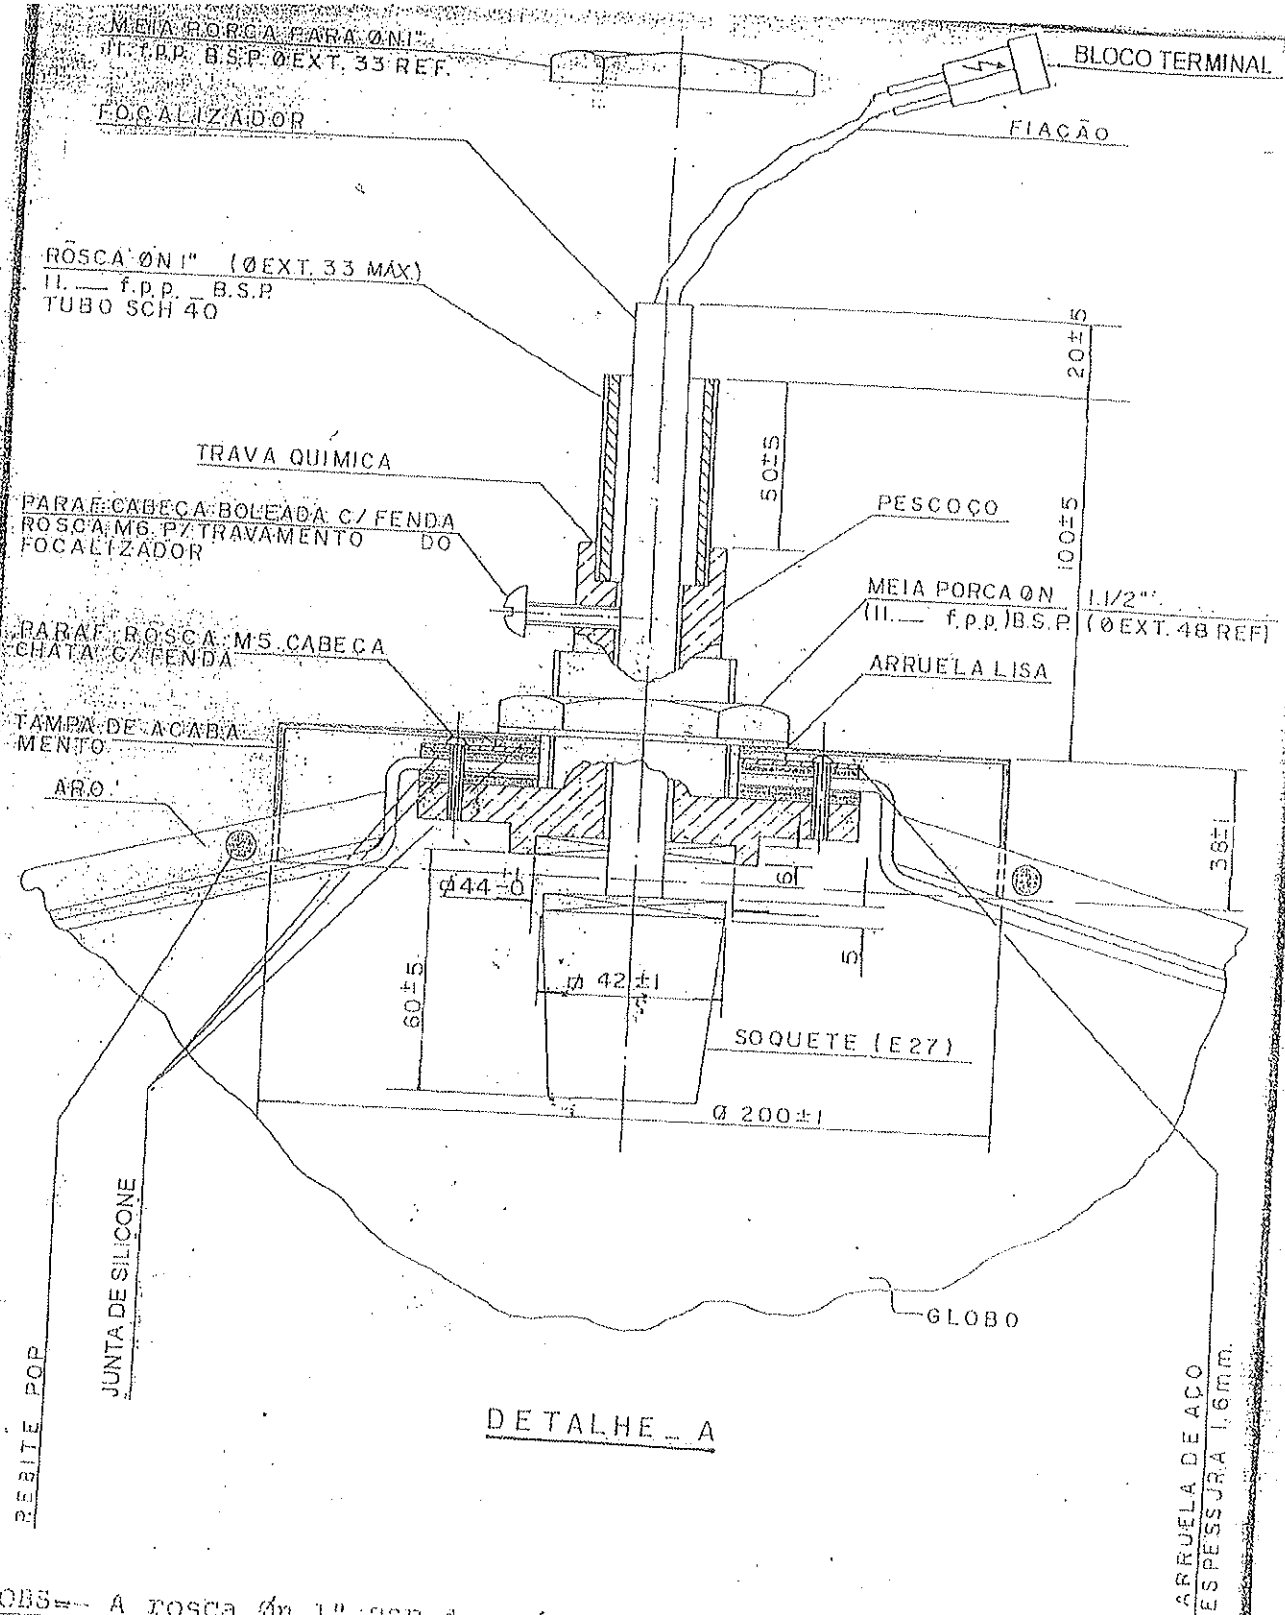 MEIA PORCA PARA ØN1"
11. f.p.p. B.S.P. ØEXT. 33 REF.
BLOCO TERMINAL
FOCALIZADOR
FIAÇÃO
ROSCA ØN 1" (ØEXT. 33 MÁX.)
11. — f.p.p. _ B.S.P.
TUBO SCH 40
20±5
TRAVA QUÍMICA
50±5
PARAF. CABEÇA BOLEADA C/ FENDA
ROSCA M6. P/ TRAVAMENTO DO
FOCALIZADOR
PESCOÇO
100±5
MEIA PORCA ØN 1.1/2"
(11. — f.p.p.) B.S.P. (ØEXT. 48 REF)
PARAF. ROSCA M5 CABEÇA
CHATA C/ FENDA
ARRUELA LISA
TAMPA DE ACABA
MENTO
ARO
38±1
Ø44
6
5
Ø 42±1
60±5
SOQUETE (E27)
Ø 200±1
JUNTA DE SILICONE
GLOBO
REBITE POP
DETALHE_A
ARRUELA DE AÇO
ESPESSURA 1,6mm.
OBS=- A rosca Øn 1"